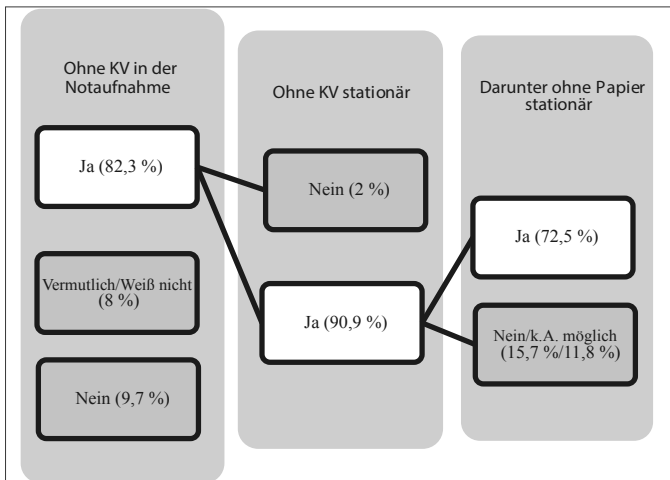 Ohne KV in der
Notaufnahme
Ja (82,3 %)
Vermutlich/Weiß nicht
(8 %)
Nein (9,7 %)
Ohne KV stationär
Nein (2 %)
Ja (90,9 %)
Darunter ohne Papier
stationär
Ja (72,5 %)
Nein/k.A. möglich
(15,7 %/11,8 %)